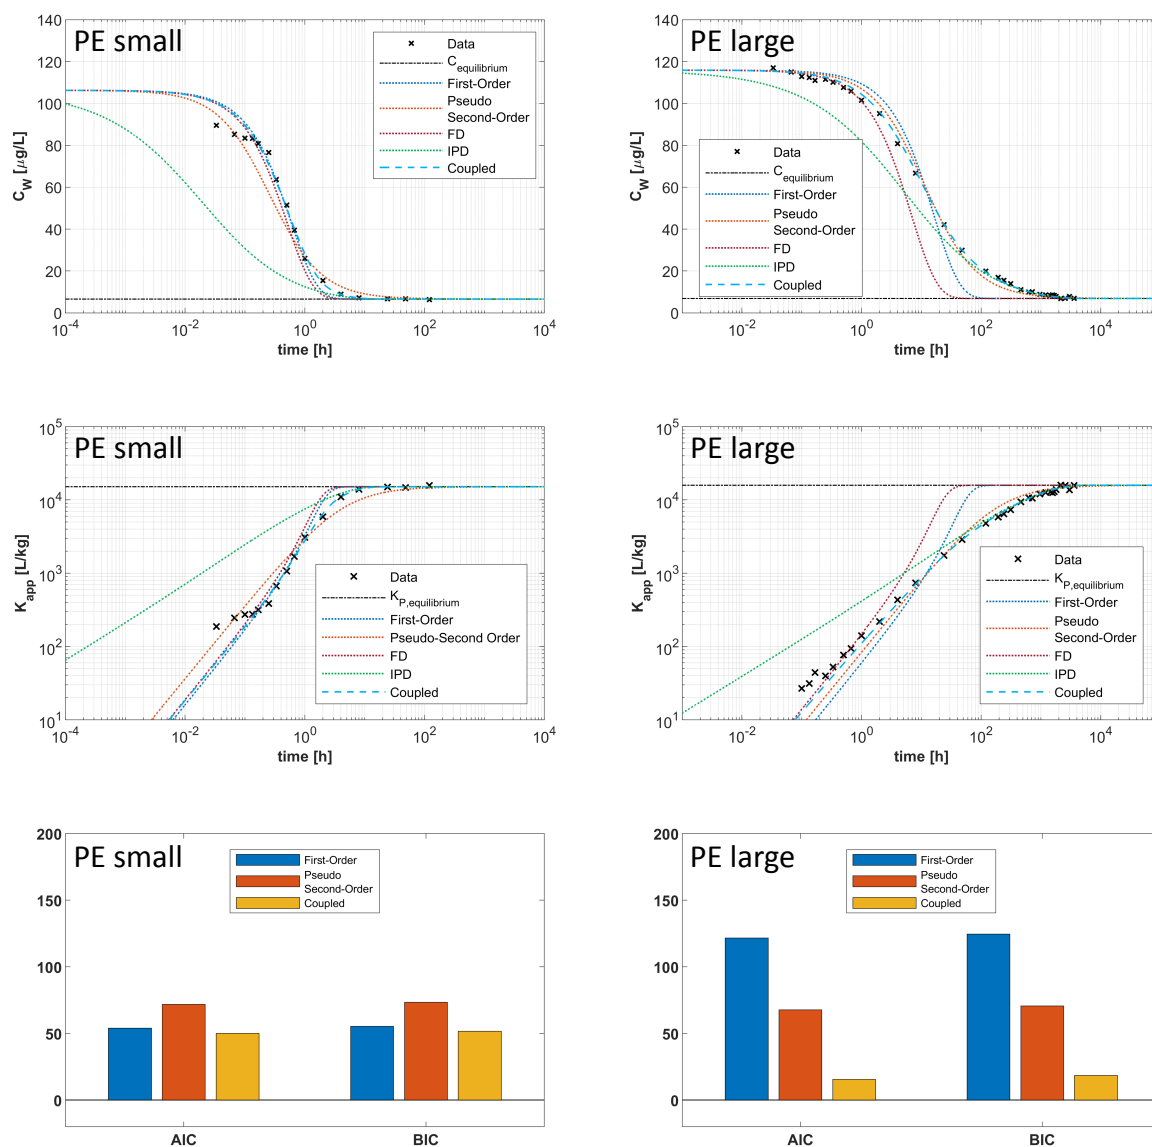 PE small
140
120
100
80
60
40
20
0
C_W [µg/L]
10^-4
10^-2
10^0
10^2
10^4
time [h]
Data
C_equilibrium
First-Order
Pseudo
Second-Order
FD
IPD
Coupled
PE large
140
120
100
80
60
40
20
0
C_W [µg/L]
10^-2
10^0
10^2
10^4
time [h]
Data
C_equilibrium
First-Order
Pseudo
Second-Order
FD
IPD
Coupled
PE small
10^5
10^4
10^3
10^2
10^1
K_app [L/kg]
10^-4
10^-2
10^0
10^2
10^4
time [h]
Data
K_P,equilibrium
First-Order
Pseudo-Second Order
FD
IPD
Coupled
PE large
10^5
10^4
10^3
10^2
10^1
K_app [L/kg]
10^-2
10^0
10^2
10^4
time [h]
Data
K_P,equilibrium
First-Order
Pseudo
Second-Order
FD
IPD
Coupled
PE small
200
150
100
50
0
First-Order
Pseudo
Second-Order
Coupled
AIC
BIC
PE large
200
150
100
50
0
First-Order
Pseudo
Second-Order
Coupled
AIC
BIC